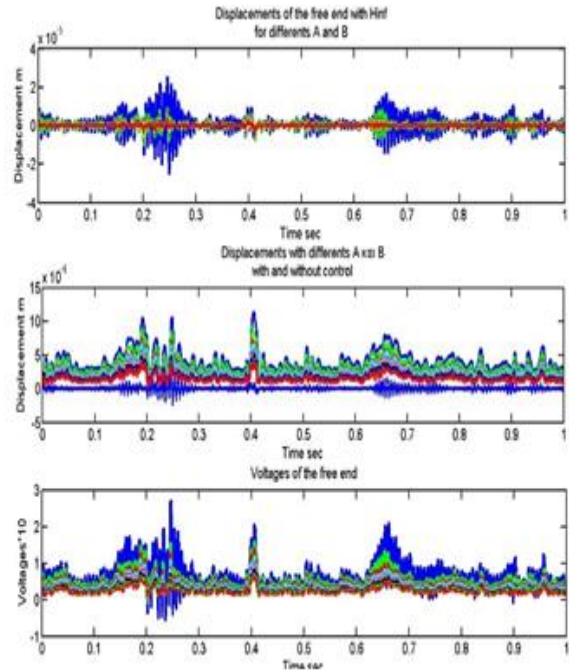 Displacements of the free end with Hinf
for differents A and B
x 10⁻³
4
2
0
-2
-4
Displacement m
0 0.1 0.2 0.3 0.4 0.5 0.6 0.7 0.8 0.9 1
Time sec
Displacements with differents A και B
with and without control
15
10
5
0
-5
Displacement m
0 0.1 0.2 0.3 0.4 0.5 0.6 0.7 0.8 0.9 1
Time sec
Voltages of the free end
3
2
1
0
-1
Voltages*10
0 0.1 0.2 0.3 0.4 0.5 0.6 0.7 0.8 0.9 1
Time sec